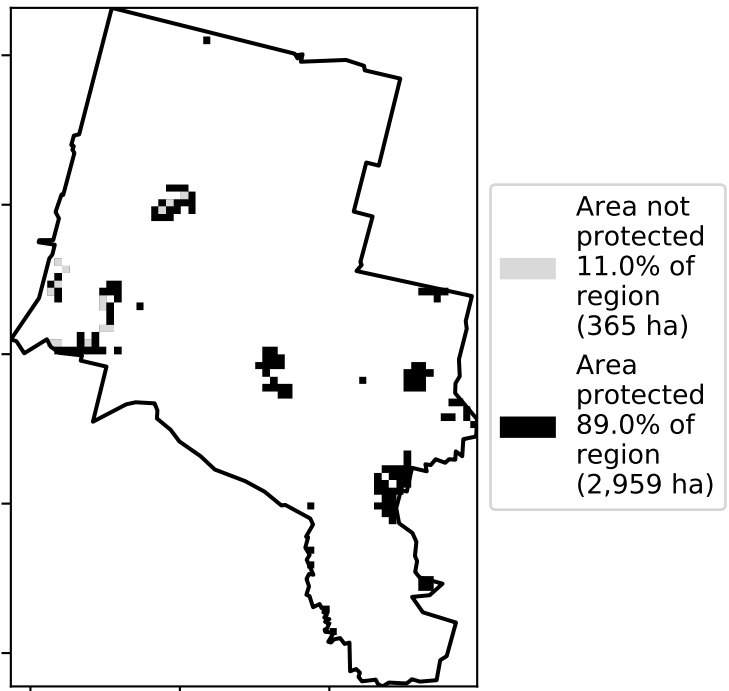 Area not
protected
11.0% of
region
(365 ha)
Area
protected
89.0% of
region
(2,959 ha)